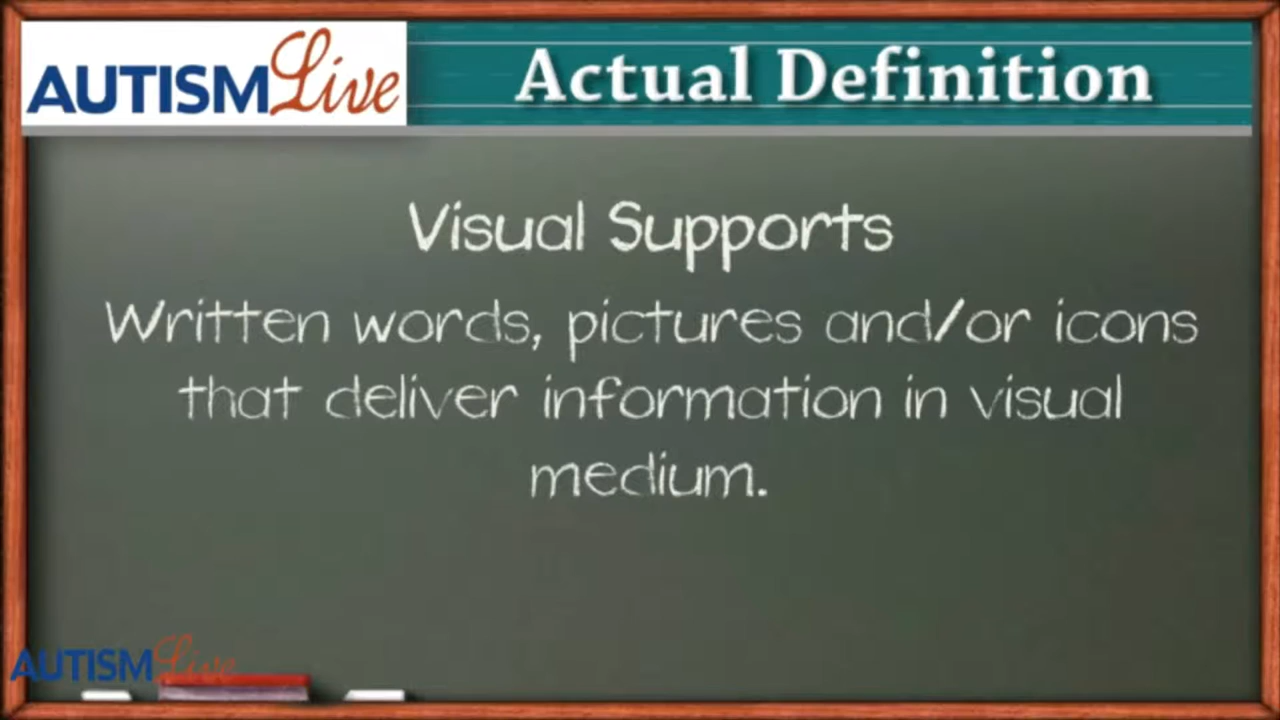 AUTISM Live
Actual Definition
Visual Supports
Written words, pictures and/or icons
that deliver information in visual
medium.
AUTISM Live